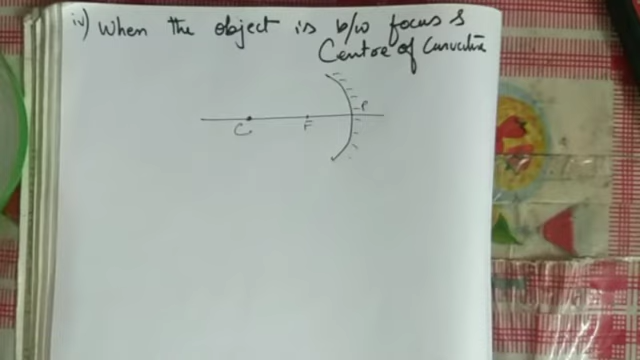 iv) When the object is b/w focus &
Centre of Curvature
C
F
P